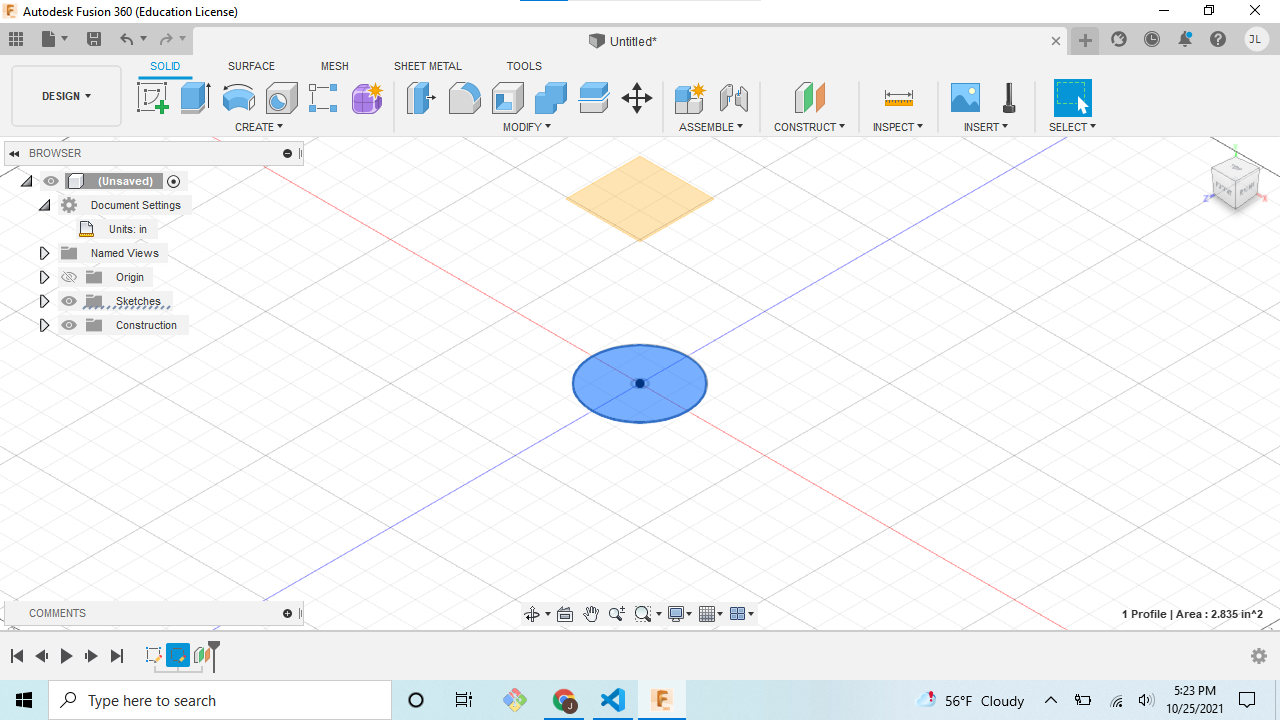 Autodesk Fusion 360 (Education License)
Untitled*
JL
DESIGN
SOLID SURFACE MESH SHEET METAL TOOLS
CREATE MODIFY ASSEMBLE CONSTRUCT INSPECT INSERT SELECT
BROWSER
(Unsaved)
Document Settings
Units: in
Named Views
Origin
Sketches
Construction
Y
Z
X
COMMENTS
1 Profile | Area : 2.835 in^2
Type here to search
J
56°F Cloudy
5:23 PM
10/25/2021